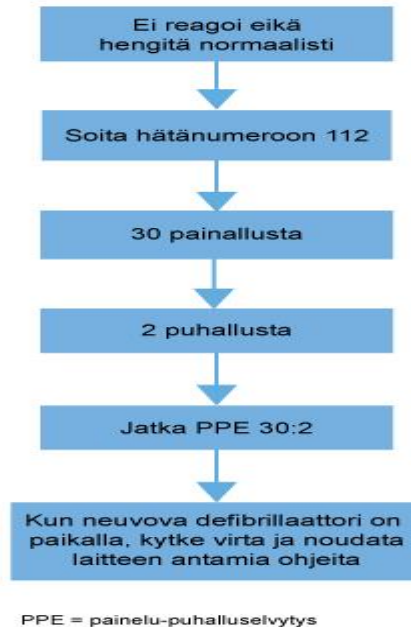 Ei reagoi eikä
hengitä normaalisti
Soita hätänumeroon 112
30 painallusta
2 puhallusta
Jatka PPE 30:2
Kun neuvova defibrillaattori on
paikalla, kytke virta ja noudata
laitteen antamia ohjeita
PPE = painelu-puhalluselvytys